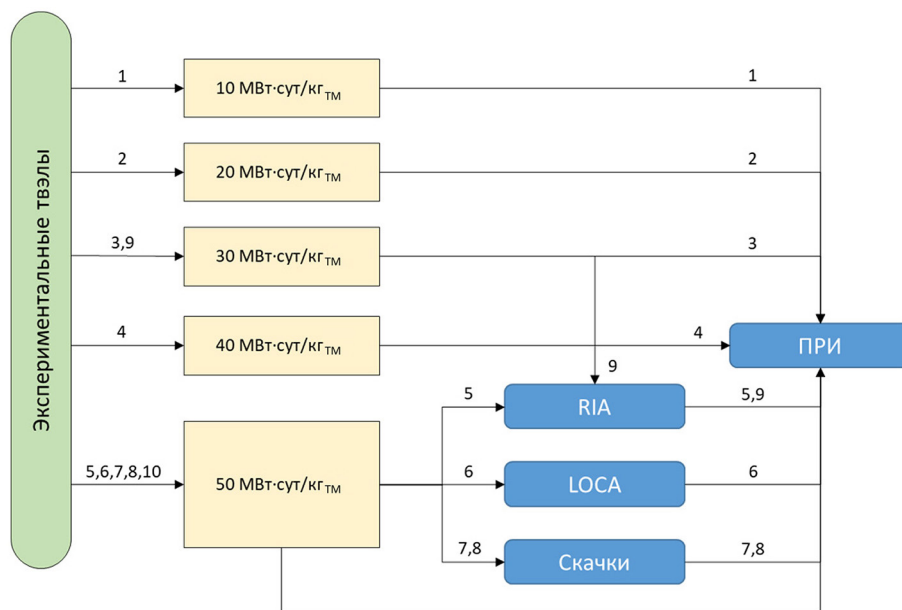 Экспериментальные твэлы
1
10 МВт·сут/кгТМ
1
2
20 МВт·сут/кгТМ
2
3,9
30 МВт·сут/кгТМ
3
4
40 МВт·сут/кгТМ
4
ПРИ
9
5
RIA
5,9
5,6,7,8,10
50 МВт·сут/кгТМ
6
LOCA
6
7,8
Скачки
7,8